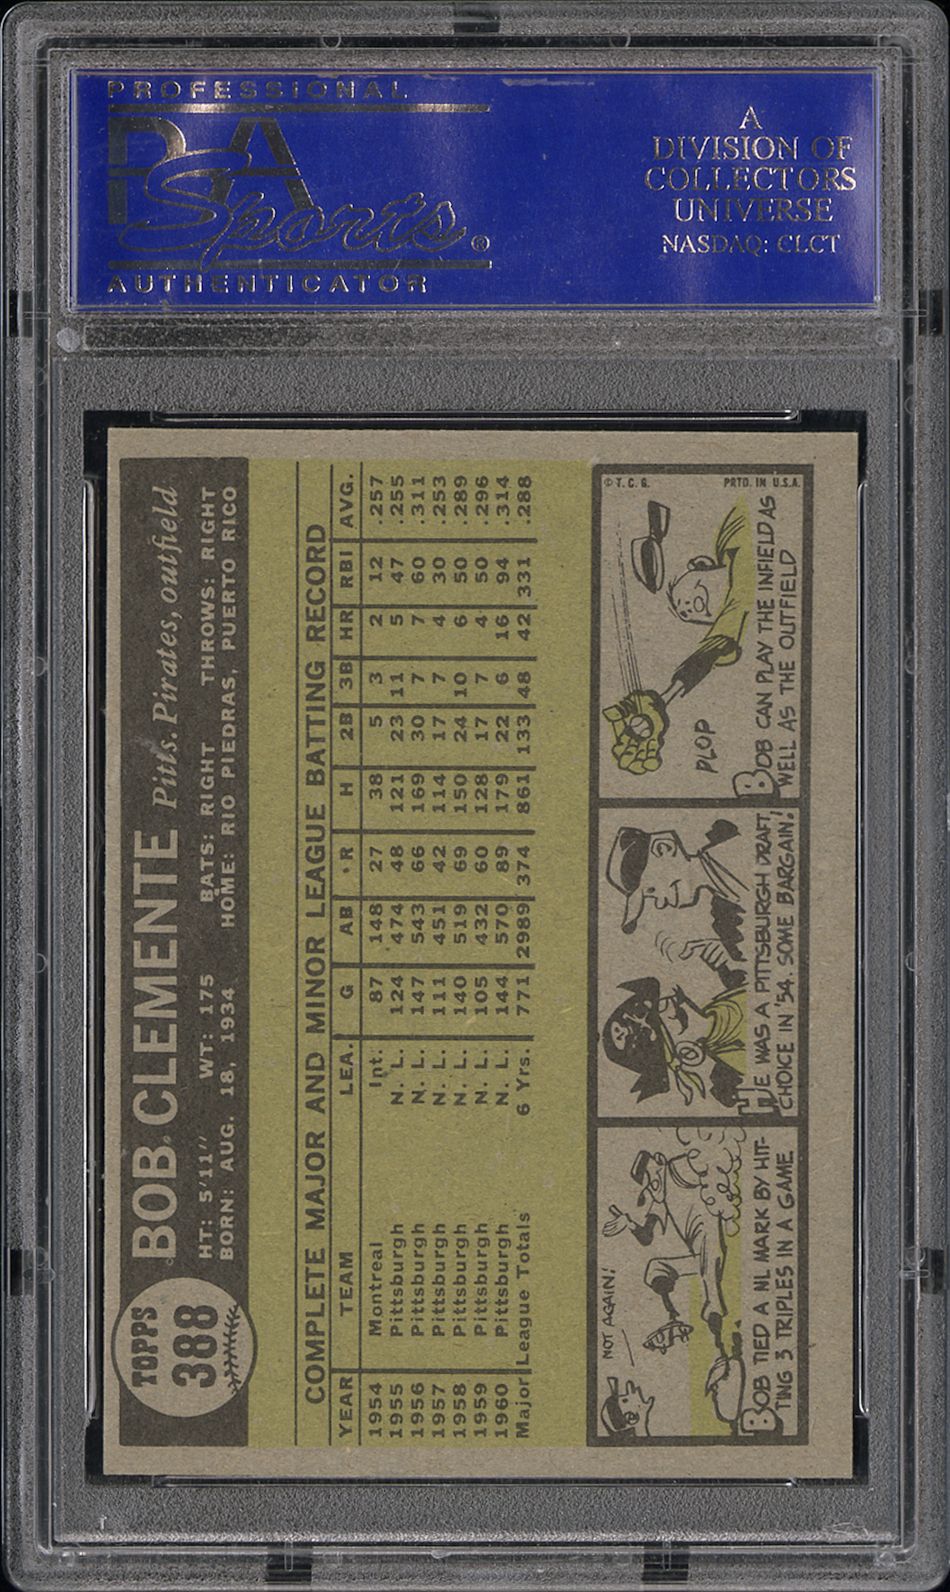 PROFESSIONAL
PSA
Sports®
AUTHENTICATOR
A
DIVISION OF
COLLECTORS
UNIVERSE
NASDAQ: CLCT
TOPPS
388
BOB CLEMENTE Pitts. Pirates, outfield
HT: 5'11" WT: 175 BATS: RIGHT THROWS: RIGHT
BORN: AUG. 18, 1934 HOME: RIO PIEDRAS, PUERTO RICO
COMPLETE MAJOR AND MINOR LEAGUE BATTING RECORD
YEAR TEAM LEA. G AB R H 2B 3B HR RBI AVG.
1954 Montreal Int. 87 148 27 38 5 3 2 12 .257
1955 Pittsburgh N. L. 124 474 48 121 23 11 5 47 .255
1956 Pittsburgh N. L. 147 543 66 169 30 7 7 60 .311
1957 Pittsburgh N. L. 111 451 42 114 17 7 4 30 .253
1958 Pittsburgh N. L. 140 519 69 150 24 10 6 50 .289
1959 Pittsburgh N. L. 105 432 60 128 17 7 4 50 .296
1960 Pittsburgh N. L. 144 570 89 179 22 6 16 94 .314
Major League Totals 6 Yrs. 771 2989 374 861 133 48 42 331 .288
NOT AGAIN!
BOB TIED A NL MARK BY HIT-
TING 3 TRIPLES IN A GAME.
HE WAS A PITTSBURGH DRAFT
CHOICE IN '54. SOME BARGAIN!
© T. C. G. PRTD. IN U.S.A.
PLOP
BOB CAN PLAY THE INFIELD AS
WELL AS THE OUTFIELD